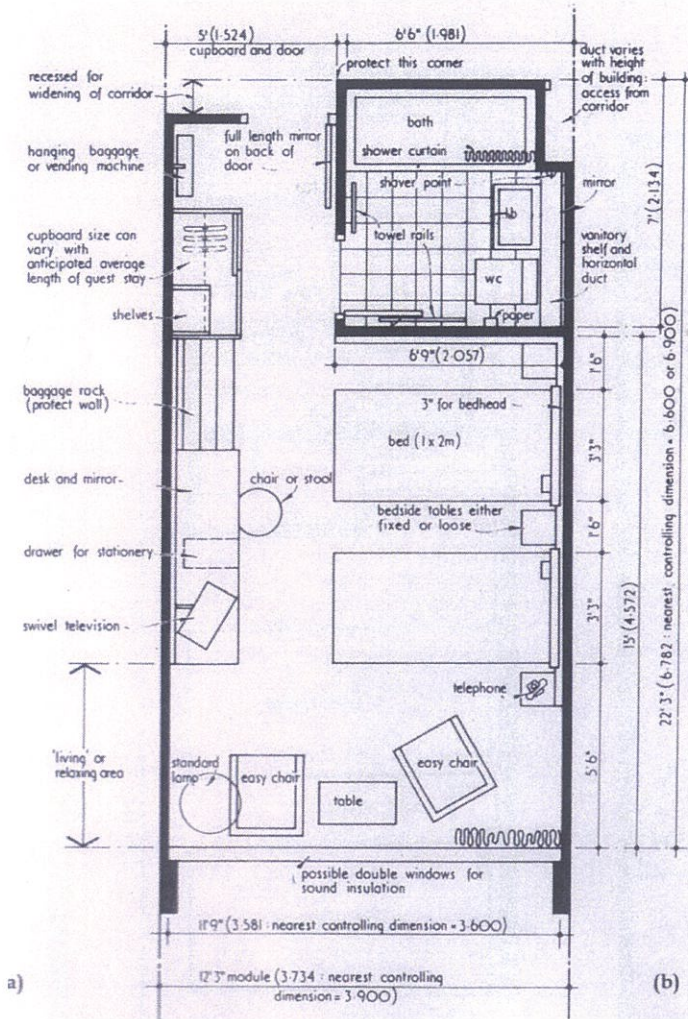 5' (1·524)
cupboard and door
6'6" (1·981)
protect this corner
duct varies
with height
of building:
access from
corridor
recessed for
widening of corridor
bath
full length mirror
on back of
door
shower curtain
hanging baggage
or vending machine
shaver point
mirror
lb
7' (2·134)
cupboard size can
vary with
anticipated average
length of guest stay
towel rails
vanitory
shelf and
horizontal
duct
wc
shelves
paper
6'9" (2·057)
1'6"
baggage rack
(protect wall)
3" for bedhead
bed (1 x 2m)
3'3"
desk and mirror
chair or stool
bedside tables either
fixed or loose
1'6"
drawer for stationery
swivel television
3'3"
15' (4·572)
22'3" (6·782 : nearest controlling dimension = 6·600 or 6·900)
telephone
'living' or
relaxing area
standard
lamp
easy chair
easy chair
table
5'6"
possible double windows for
sound insulation
11'9" (3·581 : nearest controlling dimension = 3·600)
a)
(b)
12'3" module (3·734 : nearest controlling
dimension = 3·900)